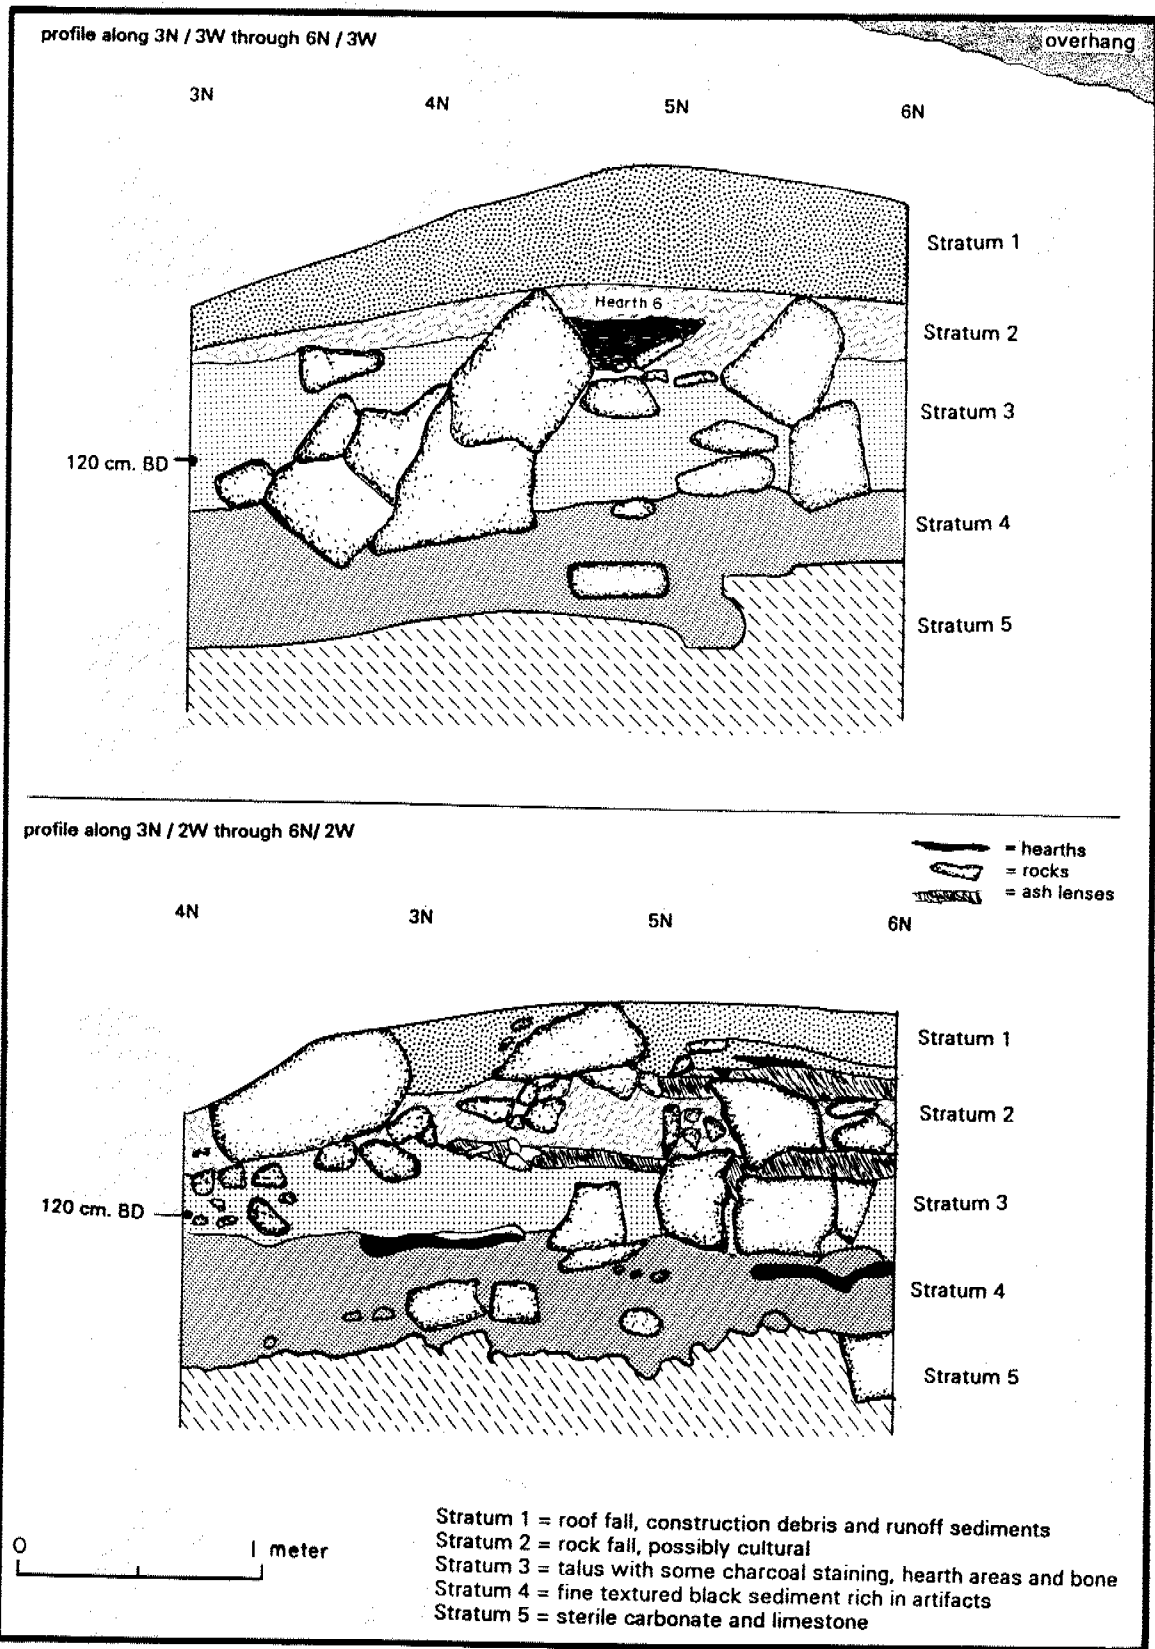 profile along 3N / 3W through 6N / 3W
overhang
3N
4N
5N
6N
Stratum 1
Hearth 6
Stratum 2
Stratum 3
120 cm. BD
Stratum 4
Stratum 5
profile along 3N / 2W through 6N/ 2W
= hearths
= rocks
= ash lenses
4N
3N
5N
6N
Stratum 1
Stratum 2
Stratum 3
120 cm. BD
Stratum 4
Stratum 5
Stratum 1 = roof fall, construction debris and runoff sediments
Stratum 2 = rock fall, possibly cultural
Stratum 3 = talus with some charcoal staining, hearth areas and bone
Stratum 4 = fine textured black sediment rich in artifacts
Stratum 5 = sterile carbonate and limestone
0 1 meter